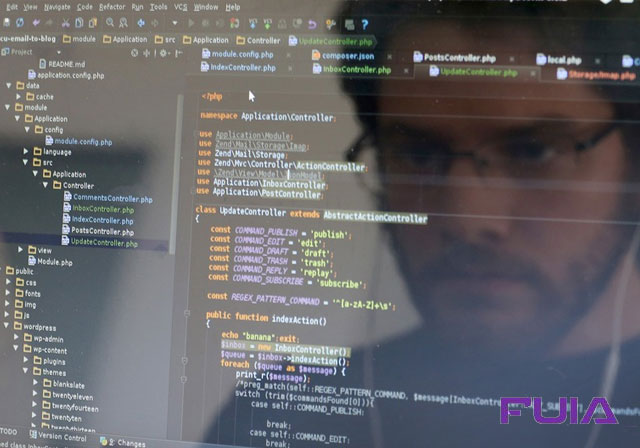 Edit View Navigate Code Refactor Run Tools VCS Window Help
cu-email-to-blog module Application src Application Controller UpdateController.php
Project
module.config.php composer.json PostsController.php local.php
IndexController.php InboxController.php UpdateController.php Storage/Imap.php
README.md
application.config.php
data
cache
module
Application
config
module.config.php
language
src
Application
Controller
CommentsController.php
InboxController.php
IndexController.php
PostsController.php
UpdateController.php
view
Module.php
public
css
fonts
img
js
wordpress
wp-admin
wp-content
plugins
themes
blankslate
twentyeleven
twentyfourteen
twentyten
<?php
namespace Application\Controller;
use Application\Module;
use Zend\Mail\Storage\Imap;
use Zend\Mail\Storage;
use Zend\Mvc\Controller\ActionController;
use \Zend\View\Model\JsonModel;
use Application\InboxController;
use Application\PostController;
class UpdateController extends AbstractActionController
{
const COMMAND_PUBLISH = 'publish';
const COMMAND_EDIT = 'edit';
const COMMAND_DRAFT = 'draft';
const COMMAND_TRASH = 'trash';
const COMMAND_REPLY = 'replay';
const COMMAND_SUBSCRIBE = 'subscribe';
const REGEX_PATTERN_COMMAND = '^[a-zA-Z]+\s';
public function indexAction()
{
echo "banana";exit;
$inbox = new InboxController();
$queue = $inbox->indexAction();
foreach ($queue as $message) {
print_r($message);
/*preg_match(self::REGEX_PATTERN_COMMAND, $message[InboxController
switch (trim($commandsFound[0])){
case self::COMMAND_PUBLISH:
break;
case self::COMMAND_EDIT:
break;
TODO Version Control 2: Changes
FUIA